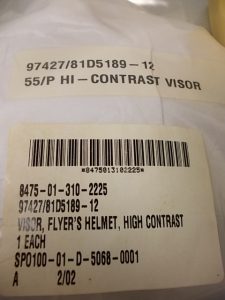 97427/81D5189-12
55/P HI-CONTRAST VISOR
*8475013102225*
8475-01-310-2225
97427/81D5189-12
VISOR, FLYER'S HELMET, HIGH CONTRAST
1 EACH
SPO100-01-D-5068-0001
A 2/02